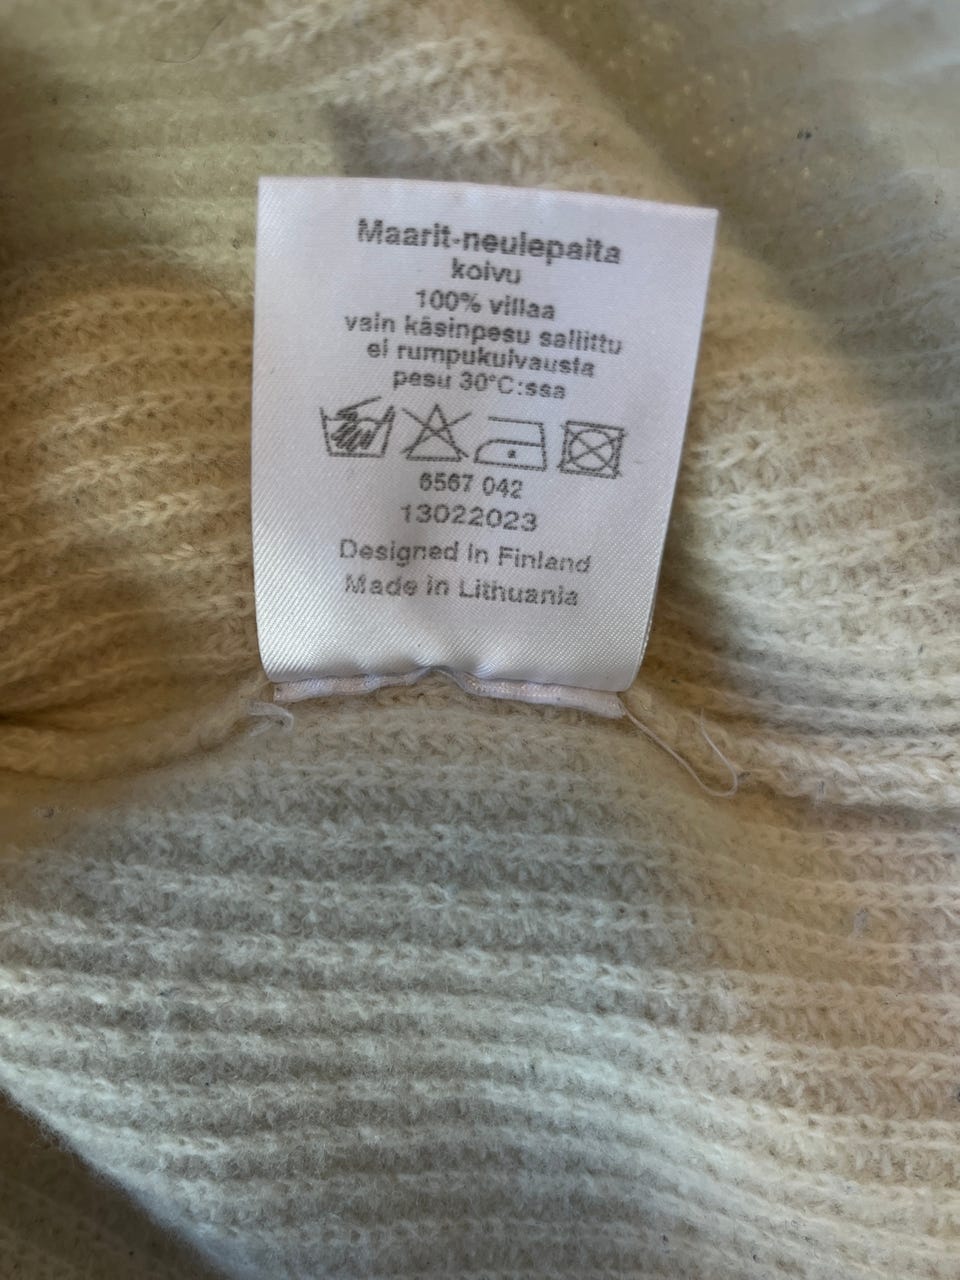 Maarit-neulepaita
koivu
100% villaa
vain käsinpesu sallittu
ei rumpukuivausta
pesu 30°C:ssa
6567 042
13022023
Designed in Finland
Made in Lithuania